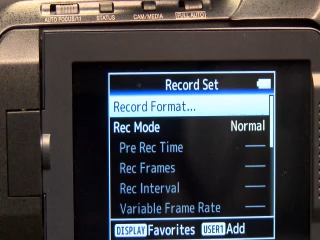 AUTO FOCUS STATUS CAM/MEDIA FULL AUTO
Record Set
Record Format...
Rec Mode Normal
Pre Rec Time
Rec Frames
Rec Interval
Variable Frame Rate
DISPLAY Favorites USER1 Add